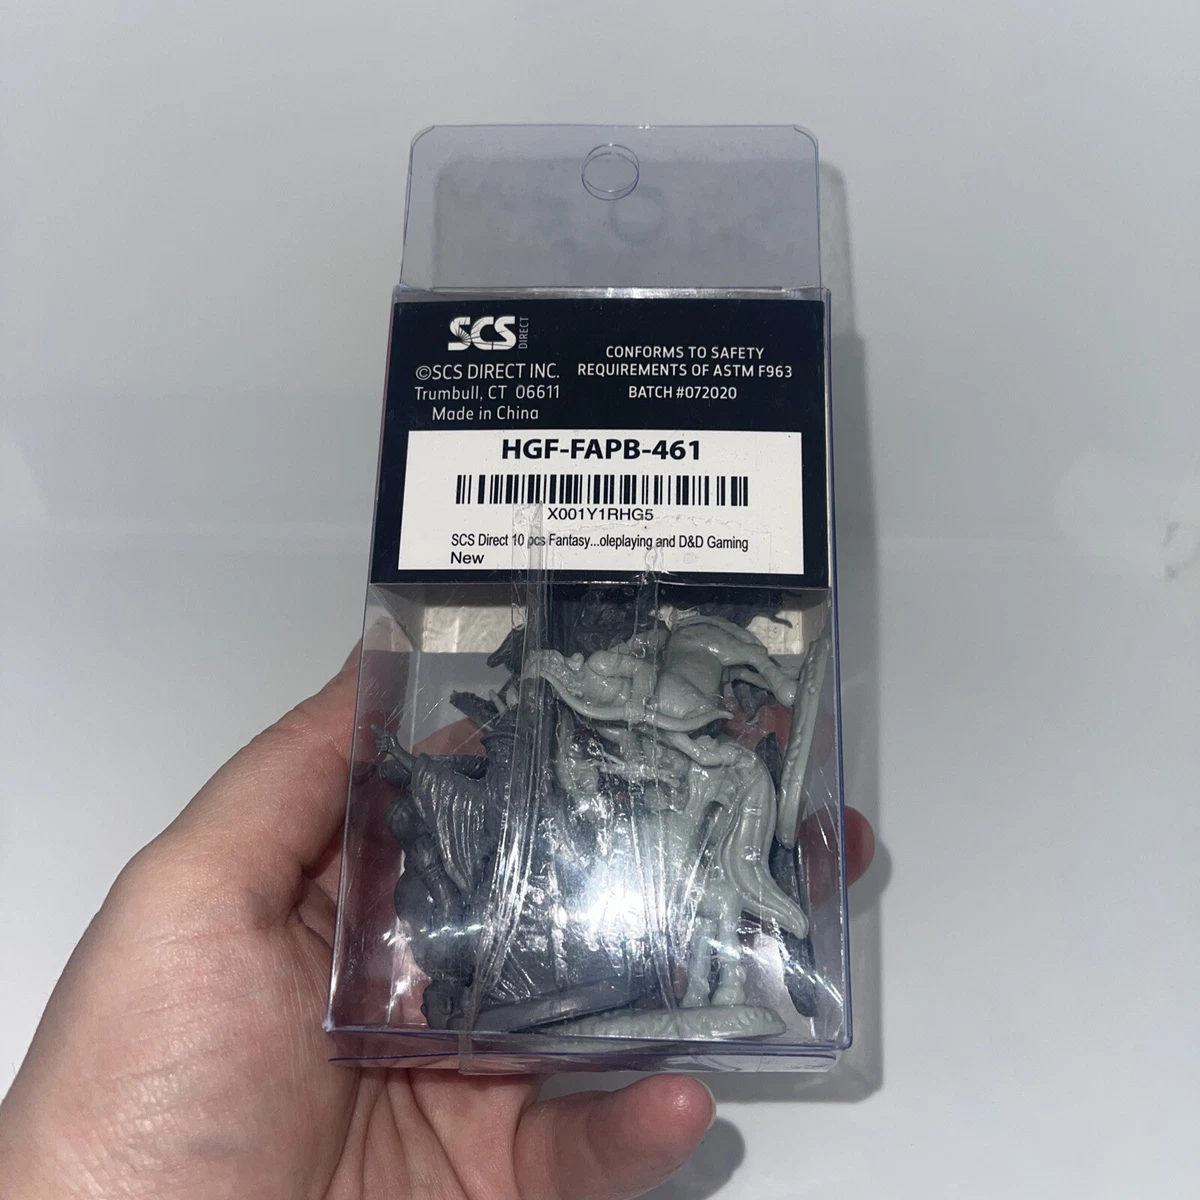 SCS DIRECT
©SCS DIRECT INC.
Trumbull, CT 06611
Made in China
CONFORMS TO SAFETY
REQUIREMENTS OF ASTM F963
BATCH #072020
HGF-FAPB-461
X001Y1RHG5
SCS Direct 10 pcs Fantasy...oleplaying and D&D Gaming
New